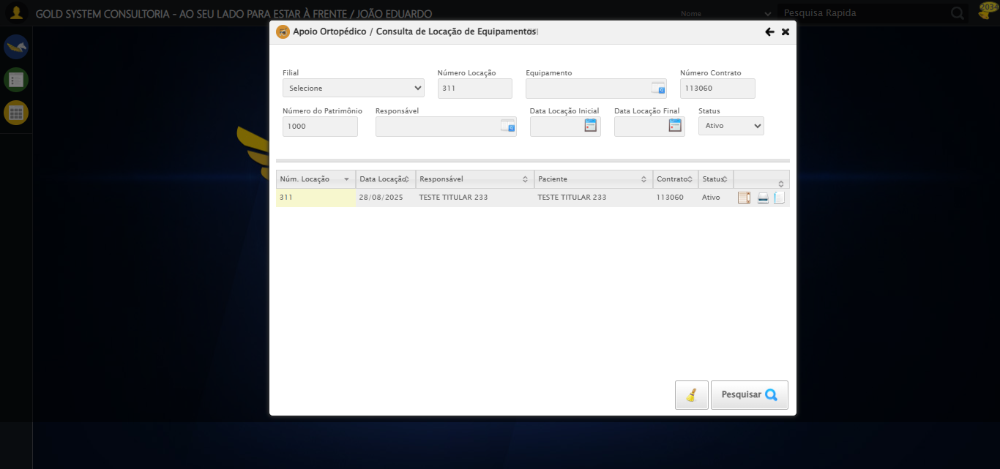 GOLD SYSTEM CONSULTORIA - AO SEU LADO PARA ESTAR À FRENTE / JOÃO EDUARDO
Nome
Pesquisa Rapida
2034
Apoio Ortopédico / Consulta de Locação de Equipamentos
Filial
Número Locação
Equipamento
Número Contrato
Selecione
311
113060
Número do Patrimônio
Responsável
Data Locação Inicial
Data Locação Final
Status
1000
Ativo
Núm. Locação
Data Locação
Responsável
Paciente
Contrato
Status
311
28/08/2025
TESTE TITULAR 233
TESTE TITULAR 233
113060
Ativo
Pesquisar